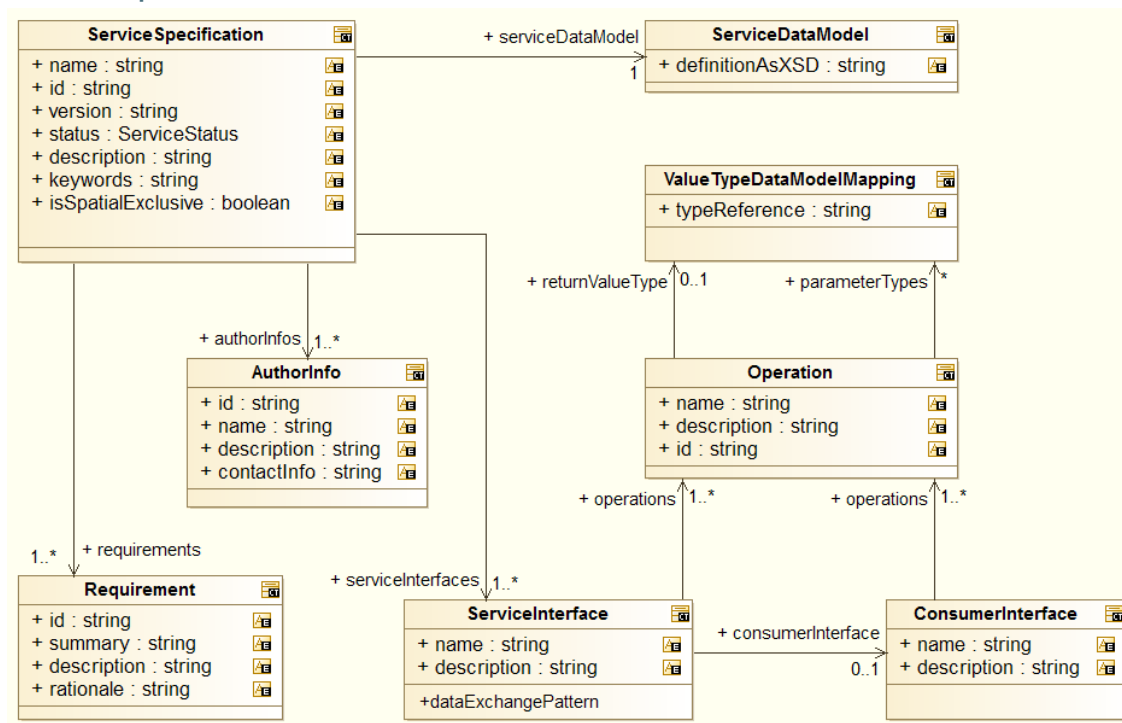 ServiceSpecification
+ name : string
+ id : string
+ version : string
+ status : ServiceStatus
+ description : string
+ keywords : string
+ isSpatialExclusive : boolean
+ serviceDataModel
1
ServiceDataModel
+ definitionAsXSD : string
ValueTypeDataModelMapping
+ typeReference : string
+ returnValueType
0..1
+ parameterTypes
*
+ authorInfos
1..*
AuthorInfo
+ id : string
+ name : string
+ description : string
+ contactInfo : string
Operation
+ name : string
+ description : string
+ id : string
+ operations
1..*
+ operations
1..*
1..*
+ requirements
Requirement
+ id : string
+ summary : string
+ description : string
+ rationale : string
+ serviceInterfaces
1..*
ServiceInterface
+ name : string
+ description : string
+dataExchangePattern
+ consumerInterface
0..1
ConsumerInterface
+ name : string
+ description : string